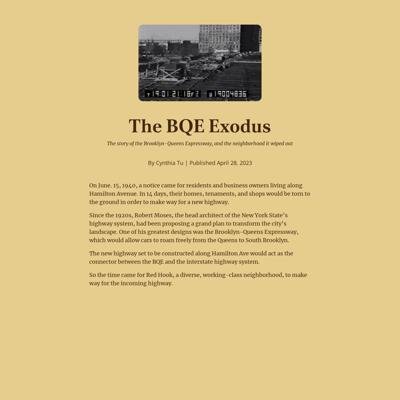 The BQE Exodus
The story of the Brooklyn-Queens Expressway, and the neighborhood it wiped out
By Cynthia Tu | Published April 28, 2023
On June. 15, 1940, a notice came for residents and business owners living along
Hamilton Avenue. In 14 days, their homes, tenaments, and shops would be torn to
the ground in order to make way for a new highway.
Since the 1920s, Robert Moses, the head architect of the New York State's
highway system, had been proposing a grand plan to transform the city's
landscape. One of his greatest designs was the Brooklyn-Queens Expressway,
which would allow cars to roam freely from the Queens to South Brooklyn.
The new highway set to be constructed along Hamilton Ave would act as the
connector between the BQE and the interstate highway system.
So the time came for Red Hook, a diverse, working-class neighborhood, to make
way for the incoming highway.